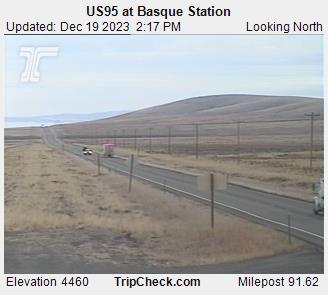 US95 at Basque Station
Updated: Dec 19 2023 2:17 PM Looking North
Elevation 4460 TripCheck.com Milepost 91.62